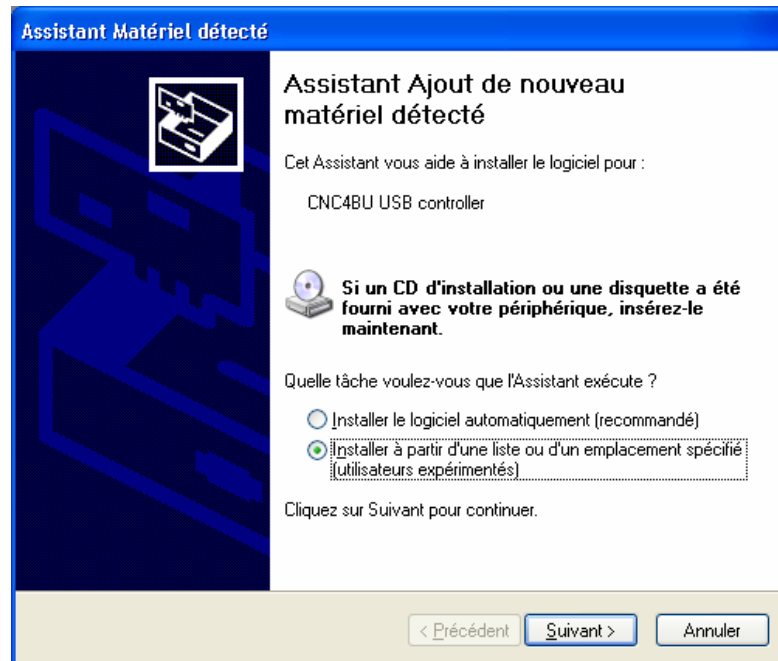 Assistant Matériel détecté
Assistant Ajout de nouveau
matériel détecté
Cet Assistant vous aide à installer le logiciel pour :
CNC4BU USB controller
Si un CD d'installation ou une disquette a été
fourni avec votre périphérique, insérez-le
maintenant.
Quelle tâche voulez-vous que l'Assistant exécute ?
Installer le logiciel automatiquement (recommandé)
Installer à partir d'une liste ou d'un emplacement spécifié
(utilisateurs expérimentés)
Cliquez sur Suivant pour continuer.
< Précédent Suivant > Annuler